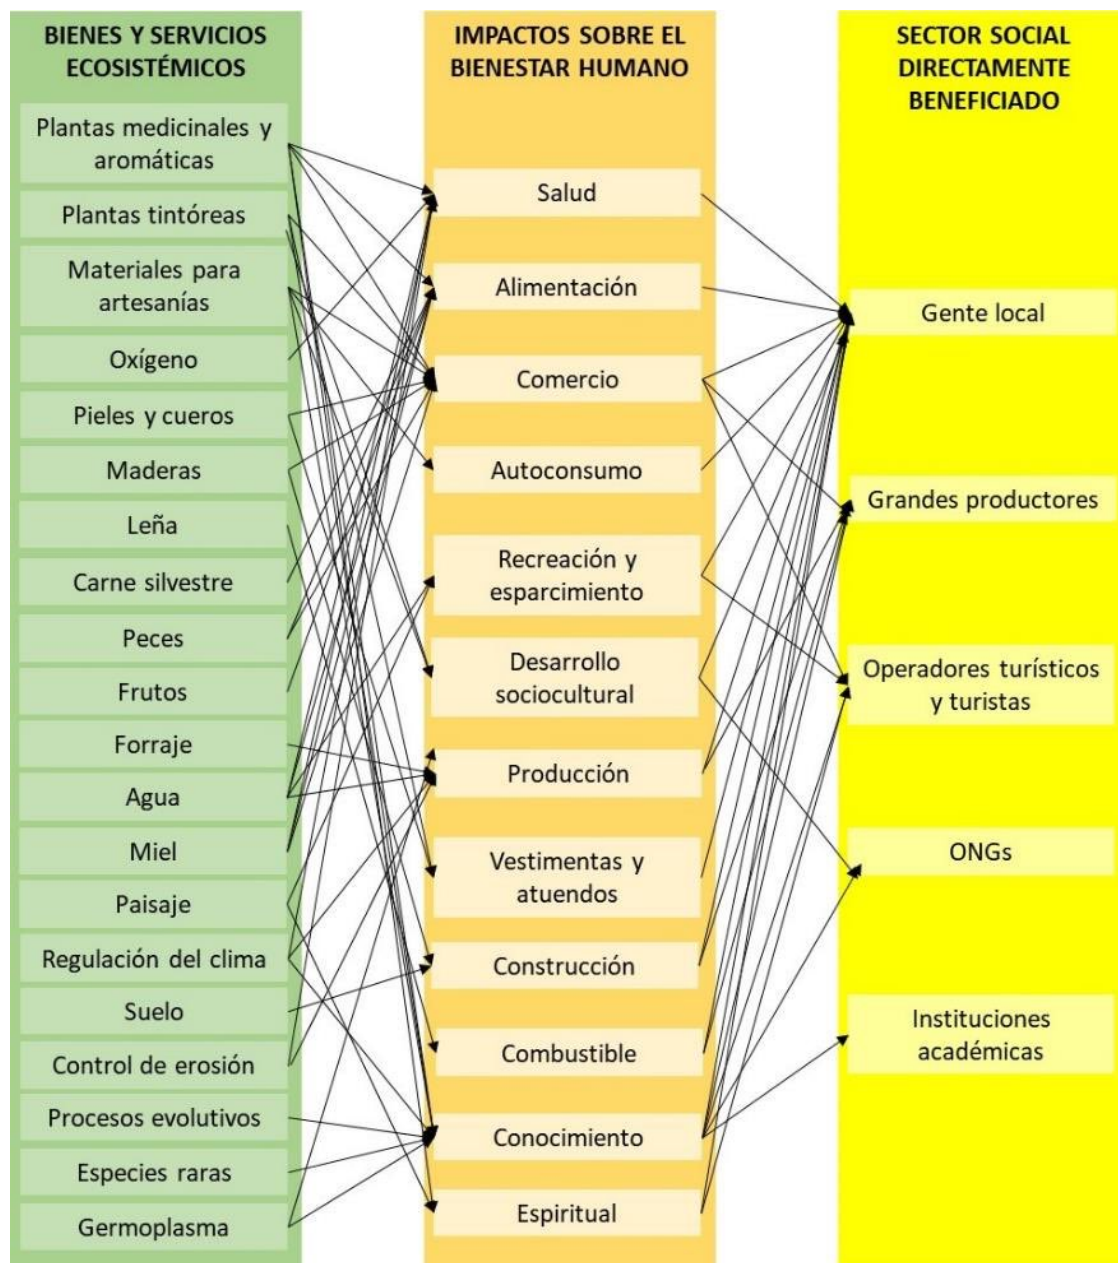 BIENES Y SERVICIOS
ECOSISTÉMICOS
Plantas medicinales y
aromáticas
Plantas tintóreas
Materiales para
artesanías
Oxígeno
Pieles y cueros
Maderas
Leña
Carne silvestre
Peces
Frutos
Forraje
Agua
Miel
Paisaje
Regulación del clima
Suelo
Control de erosión
Procesos evolutivos
Especies raras
Germoplasma
IMPACTOS SOBRE EL
BIENESTAR HUMANO
Salud
Alimentación
Comercio
Autoconsumo
Recreación y
esparcimiento
Desarrollo
sociocultural
Producción
Vestimentas y
atuendos
Construcción
Combustible
Conocimiento
Espiritual
SECTOR SOCIAL
DIRECTAMENTE
BENEFICIADO
Gente local
Grandes productores
Operadores turísticos
y turistas
ONGs
Instituciones
académicas